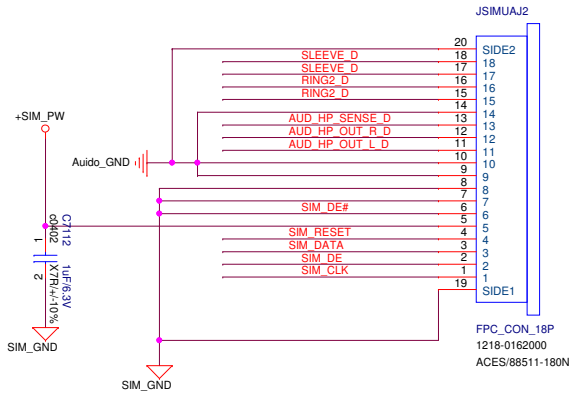 JSIMUAJ2
20 SIDE2
SLEEVE_D 18 18
SLEEVE_D 17 17
RING2_D 16 16
RING2_D 15 15
14 14
AUD_HP_SENSE_D 13 13
AUD_HP_OUT_R_D 12 12
AUD_HP_OUT_L_D 11 11
10 10
9 9
8 8
7 7
SIM_DE# 6 6
5 5
SIM_RESET 4 4
SIM_DATA 3 3
SIM_DE 2 2
SIM_CLK 1 1
19 SIDE1
FPC_CON_18P
1218-0162000
ACES/88511-180N
+SIM_PW
Auido_GND
C7112
c0402
1
2
1uF/6.3V
X7R/+/-10%
SIM_GND
SIM_GND